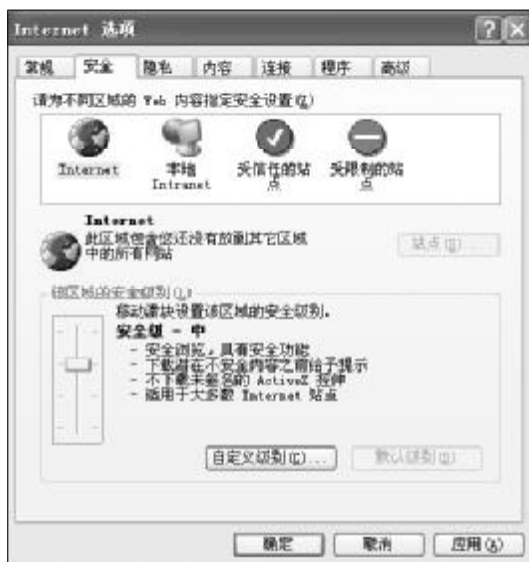 Internet 选项
常规 安全 隐私 内容 连接 程序 高级
请为不同区域的 Web 内容指定安全设置(Z)
Internet 本地 Intranet 受信任的站点 受限制的站点
Internet
此区域包含您还没有放到其它区域
中的所有网站
站点(S)...
该区域的安全级别(L):
移动滑块设置该区域的安全级别。
安全级 - 中
- 安全浏览，具有安全功能
- 下载潜在不安全内容之前给予提示
- 不下载未签名的 ActiveX 控件
- 适用于大多数 Internet 站点
自定义级别(C)... 默认级别(D)
确定 取消 应用(A)